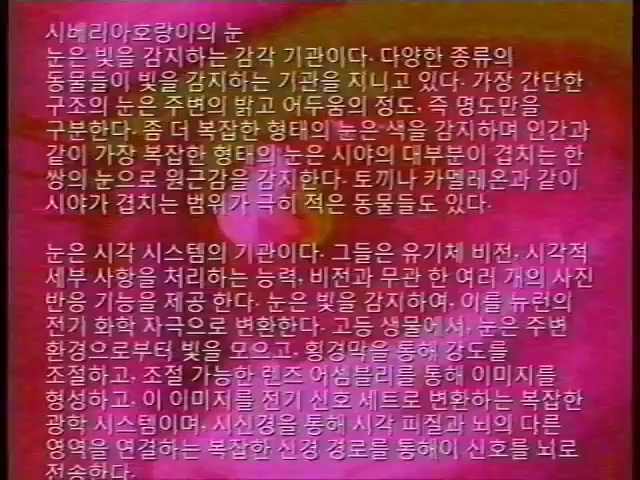 시베리아호랑이의 눈
눈은 빛을 감지하는 감각 기관이다. 다양한 종류의
동물들이 빛을 감지하는 기관을 지니고 있다. 가장 간단한
구조의 눈은 주변의 밝고 어두움의 정도, 즉 명도만을
구분한다. 좀 더 복잡한 형태의 눈은 색을 감지하며 인간과
같이 가장 복잡한 형태의 눈은 시야의 대부분이 겹치는 한
쌍의 눈으로 원근감을 감지한다. 토끼나 카멜레온과 같이
시야가 겹치는 범위가 극히 적은 동물들도 있다.
눈은 시각 시스템의 기관이다. 그들은 유기체 비전, 시각적
세부 사항을 처리하는 능력, 비전과 무관 한 여러 개의 사진
반응 기능을 제공 한다. 눈은 빛을 감지하여, 이를 뉴런의
전기 화학 자극으로 변환한다. 고등 생물에서, 눈은 주변
환경으로부터 빛을 모으고, 횡경막을 통해 강도를
조절하고, 조절 가능한 렌즈 어셈블리를 통해 이미지를
형성하고, 이 이미지를 전기 신호 세트로 변환하는 복잡한
광학 시스템이며, 시신경을 통해 시각 피질과 뇌의 다른
영역을 연결하는 복잡한 신경 경로를 통해이 신호를 뇌로
전송한다.